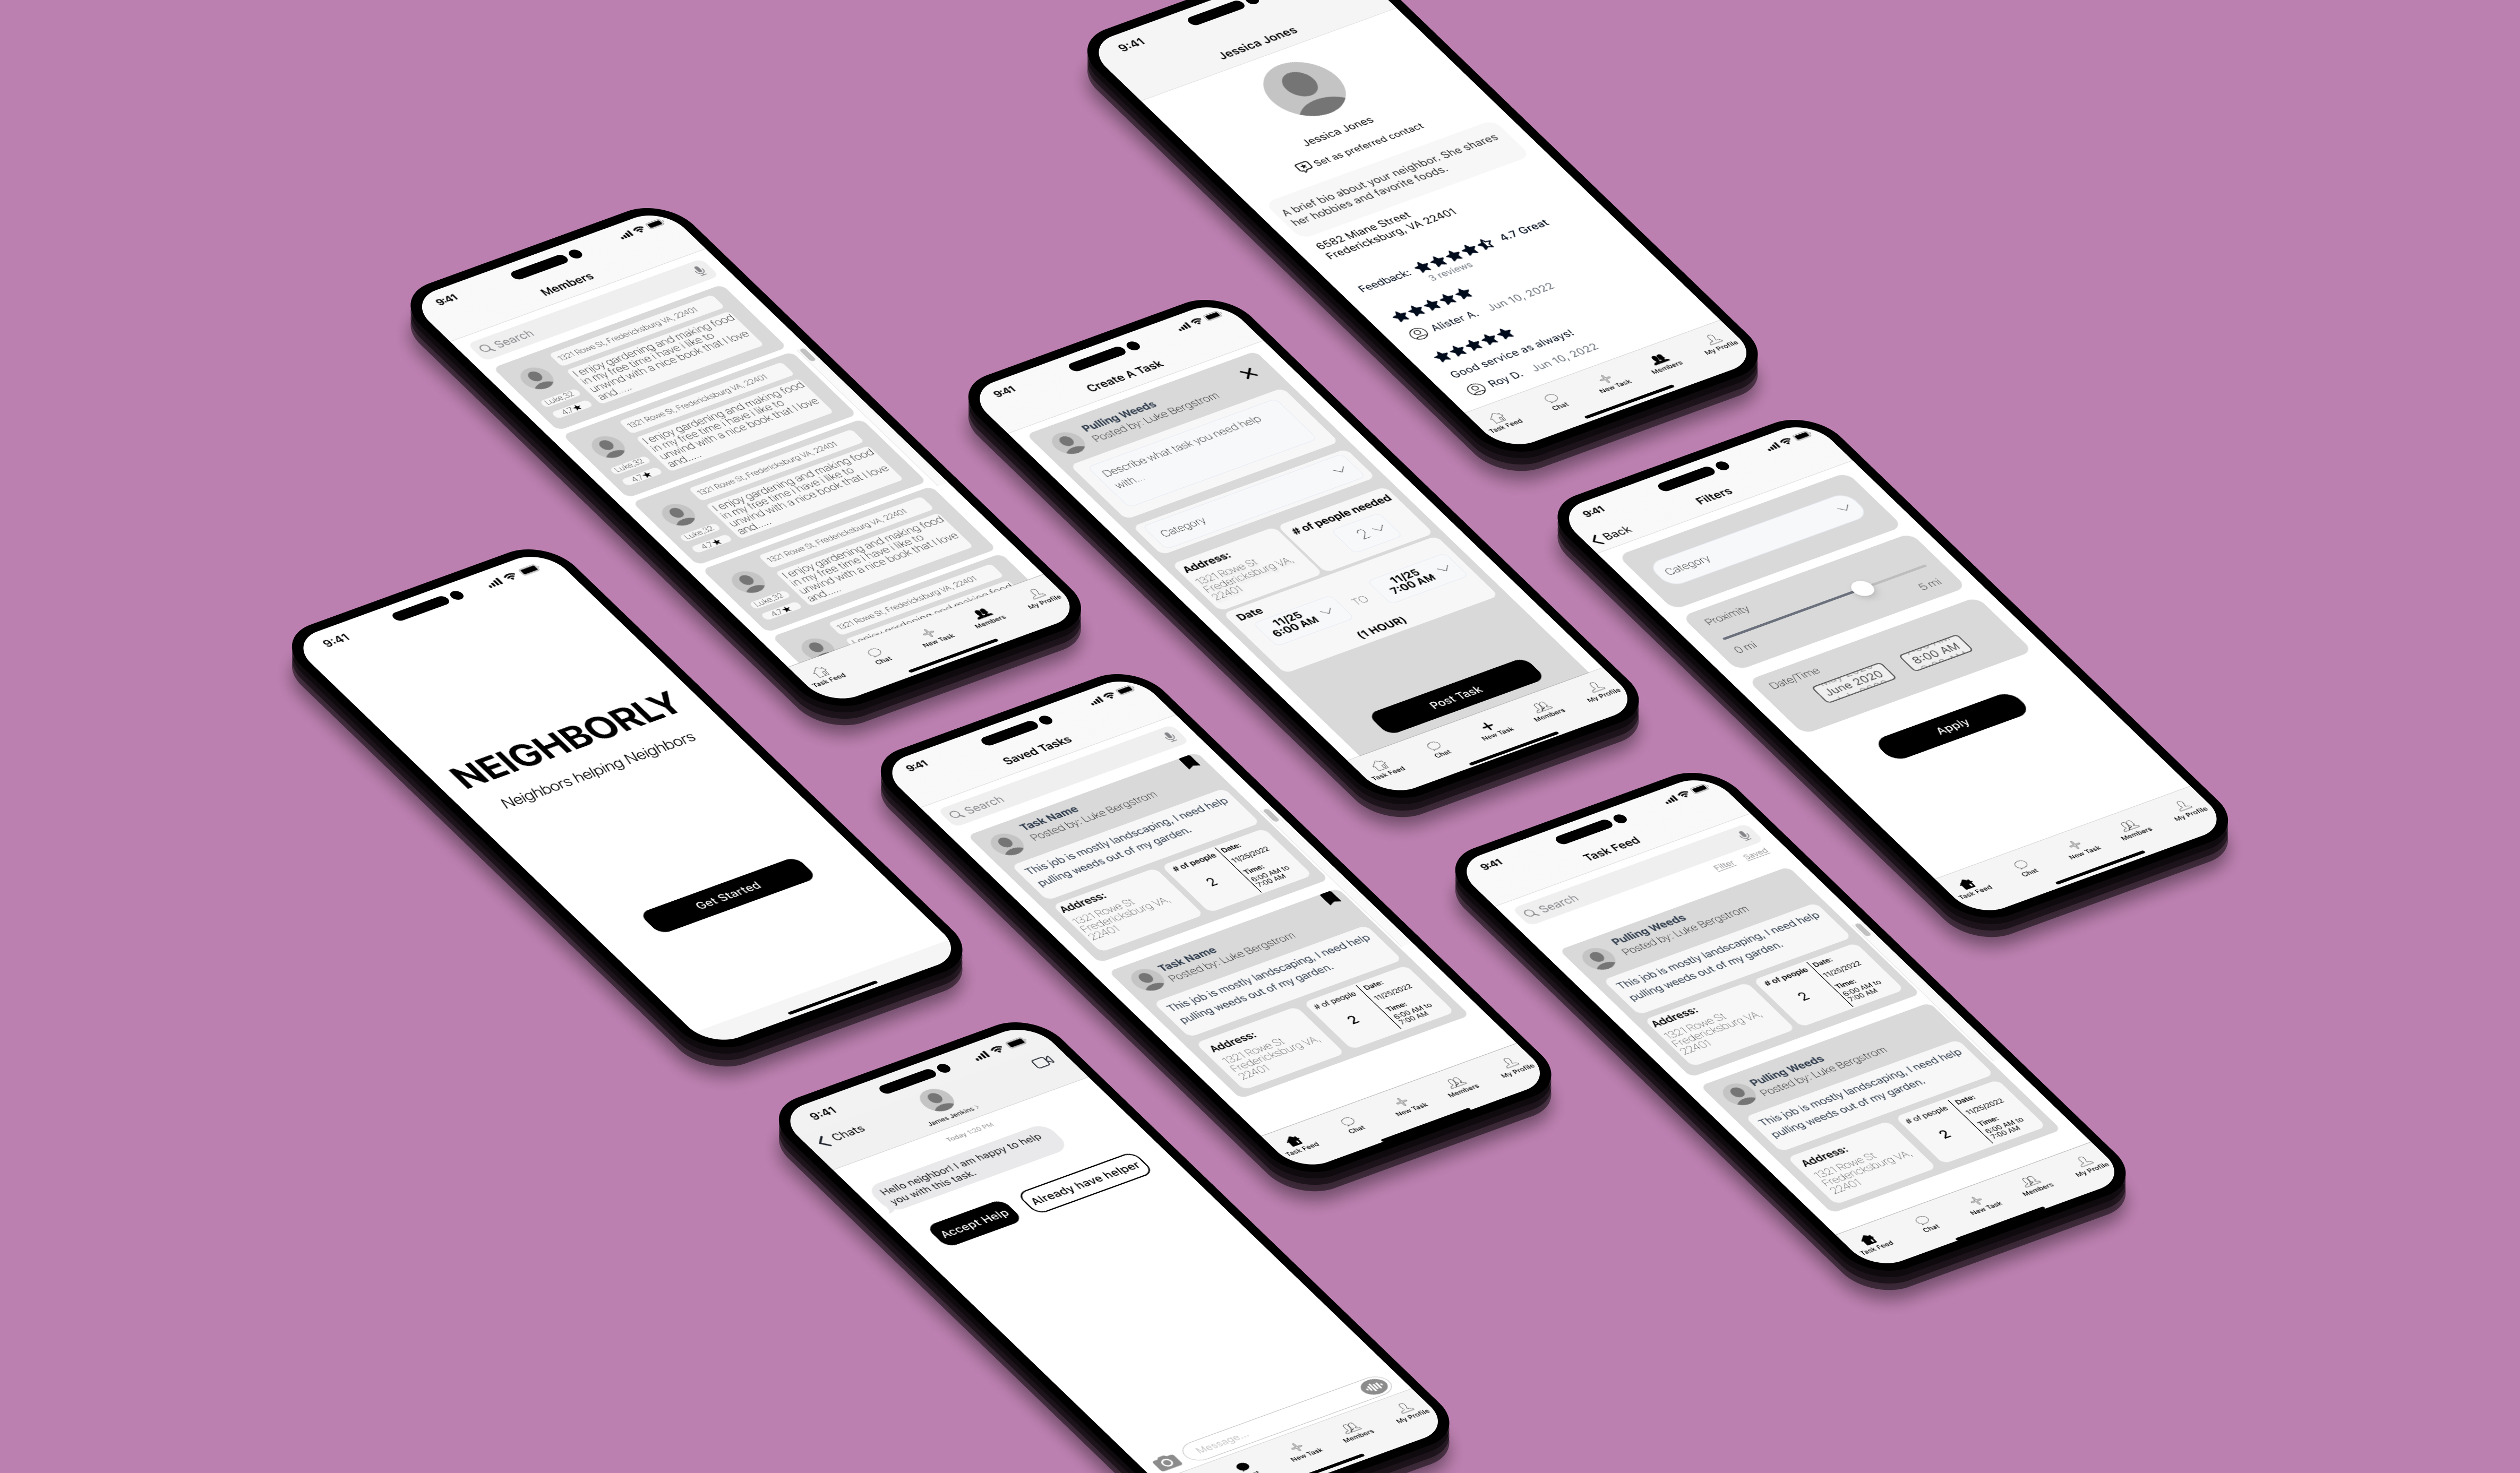 9:41
Jessica Jones
Jessica Jones
Set as preferred contact
A brief bio about your neighbor. She shares
her hobbies and favorite foods.
6582 Miane Street
Fredericksburg, VA 22401
Feedback:
4.7 Great
3 reviews
Alister A.
Jun 10, 2022
Good service as always!
Roy D.
Jun 10, 2022
Task Feed
Chat
New Task
Members
My Profile
9:41
Members
Search
1321 Rowe St, Fredericksburg VA, 22401
I enjoy gardening and making food
in my free time i have i like to
unwind with a nice book that I love
and.....
Luke,32
4.7★
1321 Rowe St, Fredericksburg VA, 22401
I enjoy gardening and making food
in my free time i have i like to
unwind with a nice book that I love
and.....
Luke,32
4.7★
1321 Rowe St, Fredericksburg VA, 22401
I enjoy gardening and making food
in my free time i have i like to
unwind with a nice book that I love
and.....
Luke,32
4.7★
1321 Rowe St, Fredericksburg VA, 22401
I enjoy gardening and making food
in my free time i have i like to
unwind with a nice book that I love
and.....
Luke,32
4.7★
1321 Rowe St, Fredericksburg VA, 22401
I enjoy gardening and making food
Task Feed
Chat
New Task
Members
My Profile
9:41
Create A Task
Pulling Weeds
Posted by: Luke Bergstrom
Describe what task you need help
with...
Category
Address:
1321 Rowe St
Fredericksburg VA,
22401
# of people needed
2
Date
11/25
6:00 AM
TO
11/25
7:00 AM
(1 HOUR)
Post Task
Task Feed
Chat
New Task
Members
My Profile
9:41
Back
Filters
Category
Proximity
0 mi
5 mi
Date/Time
June 2020
8:00 AM
Apply
Task Feed
Chat
New Task
Members
My Profile
9:41
NEIGHBORLY
Neighbors helping Neighbors
Get Started
9:41
Saved Tasks
Search
Task Name
Posted by: Luke Bergstrom
This job is mostly landscaping, I need help
pulling weeds out of my garden.
Address:
1321 Rowe St
Fredericksburg VA,
22401
# of people
2
Date:
11/25/2022
Time:
6:00 AM to
7:00 AM
Task Name
Posted by: Luke Bergstrom
This job is mostly landscaping, I need help
pulling weeds out of my garden.
Address:
1321 Rowe St
Fredericksburg VA,
22401
# of people
2
Date:
11/25/2022
Time:
6:00 AM to
7:00 AM
Task Feed
Chat
New Task
Members
My Profile
9:41
Task Feed
Search
Filter
Saved
Pulling Weeds
Posted by: Luke Bergstrom
This job is mostly landscaping, I need help
pulling weeds out of my garden.
Address:
1321 Rowe St
Fredericksburg VA,
22401
# of people
2
Date:
11/25/2022
Time:
6:00 AM to
7:00 AM
Pulling Weeds
Posted by: Luke Bergstrom
This job is mostly landscaping, I need help
pulling weeds out of my garden.
Address:
1321 Rowe St
Fredericksburg VA,
22401
# of people
2
Date:
11/25/2022
Time:
6:00 AM to
7:00 AM
Task Feed
Chat
New Task
Members
My Profile
9:41
Chats
James Jenkins
Today 1:20 PM
Hello neighbor! I am happy to help
you with this task.
Accept Help
Already have helper
Message...
New Task
Members
My Profile